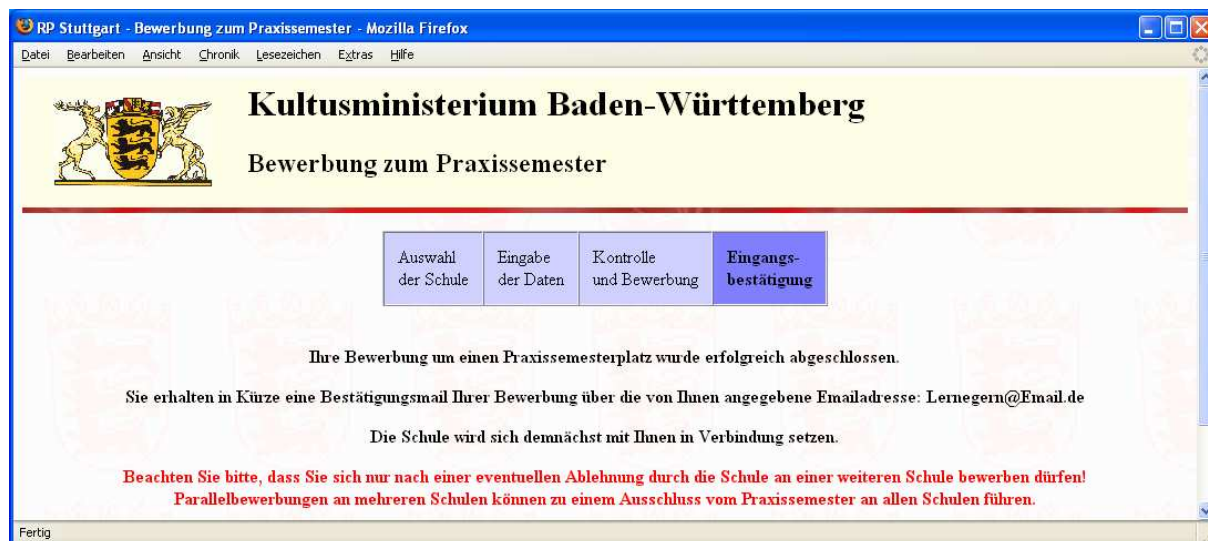 RP Stuttgart - Bewerbung zum Praxissemester - Mozilla Firefox
Datei Bearbeiten Ansicht Chronik Lesezeichen Extras Hilfe
Kultusministerium Baden-Württemberg
Bewerbung zum Praxissemester
Auswahl
der Schule
Eingabe
der Daten
Kontrolle
und Bewerbung
Eingangs-
bestätigung
Ihre Bewerbung um einen Praxissemesterplatz wurde erfolgreich abgeschlossen.
Sie erhalten in Kürze eine Bestätigungsmail Ihrer Bewerbung über die von Ihnen angegebene Emailadresse: Lernegern@Email.de
Die Schule wird sich demnächst mit Ihnen in Verbindung setzen.
Beachten Sie bitte, dass Sie sich nur nach einer eventuellen Ablehnung durch die Schule an einer weiteren Schule bewerben dürfen!
Parallelbewerbungen an mehreren Schulen können zu einem Ausschluss vom Praxissemester an allen Schulen führen.
Fertig